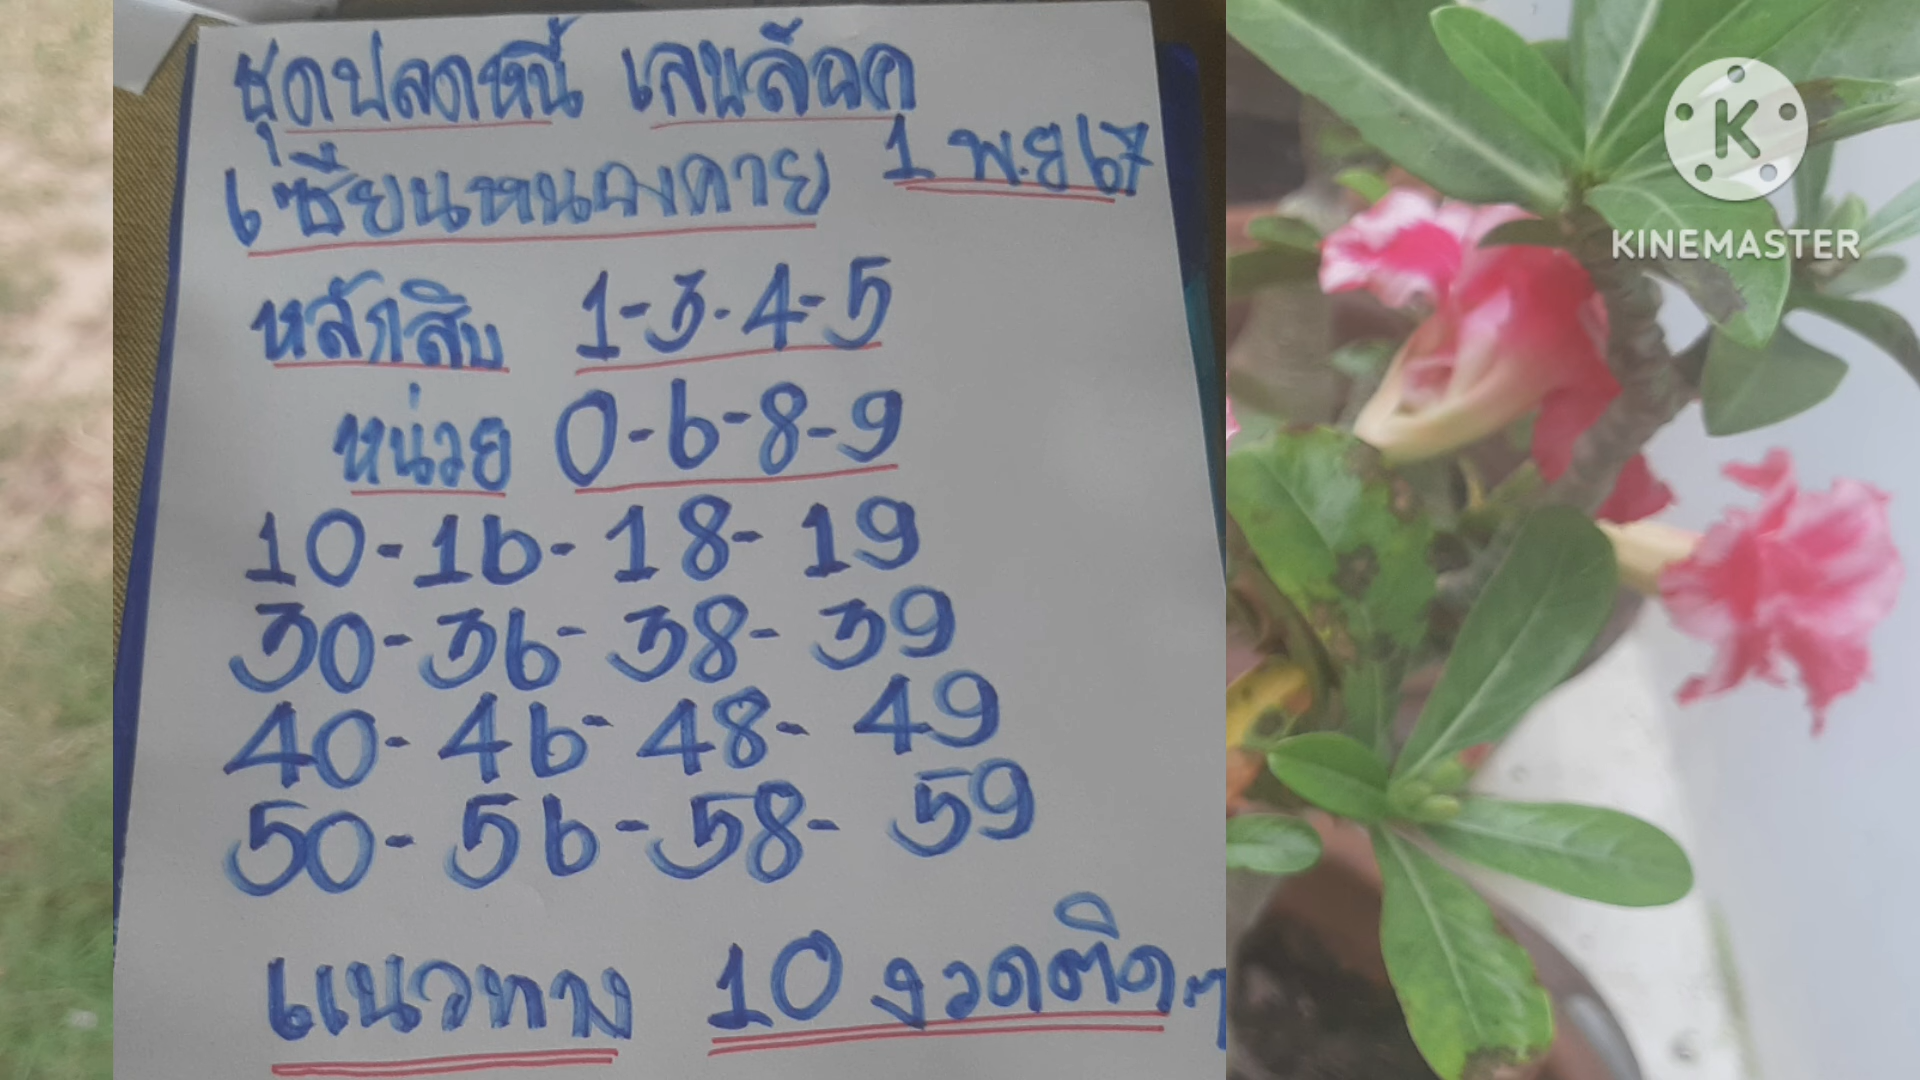 ชุดปลดหนี้ เลขล๊อค
1 พ.ย 67
เซียนหนองคาย
หลักสิบ 1-3-4-5
หน่วย 0-6-8-9
10-16-18-19
30-36-38-39
40-46-48-49
50-56-58-59
แนวทาง 10 งวดติดๆ
K
KINEMASTER